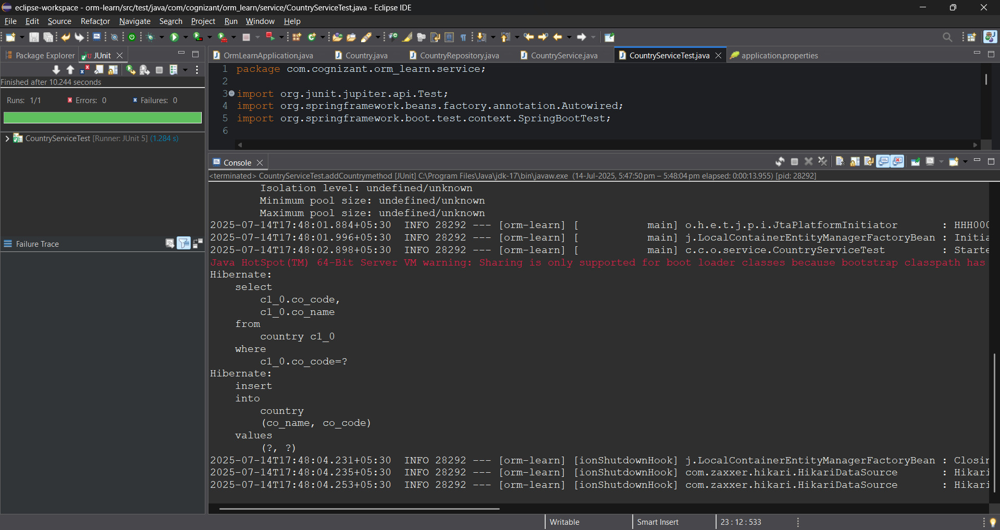 eclipse-workspace - orm-learn/src/test/java/com/cognizant/orm_learn/service/CountryServiceTest.java - Eclipse IDE
File Edit Source Refactor Navigate Search Project Run Window Help
Package Explorer JUnit
OrmLearnApplication.java Country.java CountryRepository.java CountryService.java CountryServiceTest.java application.properties
Finished after 10.244 seconds
Runs: 1/1 Errors: 0 Failures: 0
CountryServiceTest [Runner: JUnit 5] (1.284 s)
Failure Trace
1 package com.cognizant.orm_learn.service;
2
3 import org.junit.jupiter.api.Test;
4 import org.springframework.beans.factory.annotation.Autowired;
5 import org.springframework.boot.test.context.SpringBootTest;
6
Console
<terminated> CountryServiceTest.addCountrymethod [JUnit] C:\Program Files\Java\jdk-17\bin\javaw.exe (14-Jul-2025, 5:47:50 pm – 5:48:04 pm elapsed: 0:00:13.955) [pid: 28292]
Isolation level: undefined/unknown
Minimum pool size: undefined/unknown
Maximum pool size: undefined/unknown
2025-07-14T17:48:01.884+05:30 INFO 28292 --- [orm-learn] [ main] o.h.e.t.j.p.i.JtaPlatformInitiator : HHH000
2025-07-14T17:48:01.996+05:30 INFO 28292 --- [orm-learn] [ main] j.LocalContainerEntityManagerFactoryBean : Initia
2025-07-14T17:48:02.898+05:30 INFO 28292 --- [orm-learn] [ main] c.c.o.service.CountryServiceTest : Starte
Java HotSpot(TM) 64-Bit Server VM warning: Sharing is only supported for boot loader classes because bootstrap classpath has
Hibernate:
select
c1_0.co_code,
c1_0.co_name
from
country c1_0
where
c1_0.co_code=?
Hibernate:
insert
into
country
(co_name, co_code)
values
(?, ?)
2025-07-14T17:48:04.231+05:30 INFO 28292 --- [orm-learn] [ionShutdownHook] j.LocalContainerEntityManagerFactoryBean : Closin
2025-07-14T17:48:04.235+05:30 INFO 28292 --- [orm-learn] [ionShutdownHook] com.zaxxer.hikari.HikariDataSource : Hikari
2025-07-14T17:48:04.253+05:30 INFO 28292 --- [orm-learn] [ionShutdownHook] com.zaxxer.hikari.HikariDataSource : Hikari
Writable Smart Insert 23 : 12 : 533